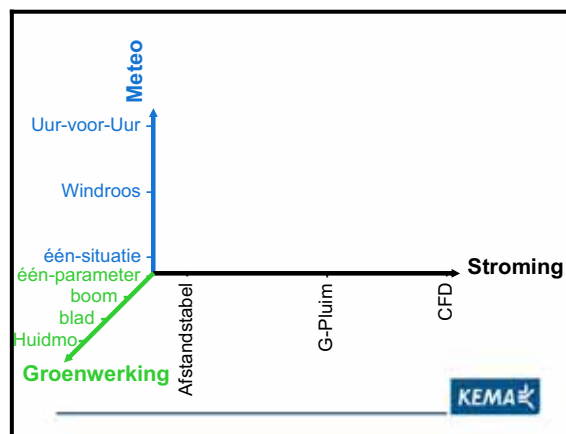 Meteo
Uur-voor-Uur
Windroos
één-situatie
één-parameter
boom
blad
Huidmo
Groenwerking
Stroming
Afstandstabel
G-Pluim
CFD
KEMA